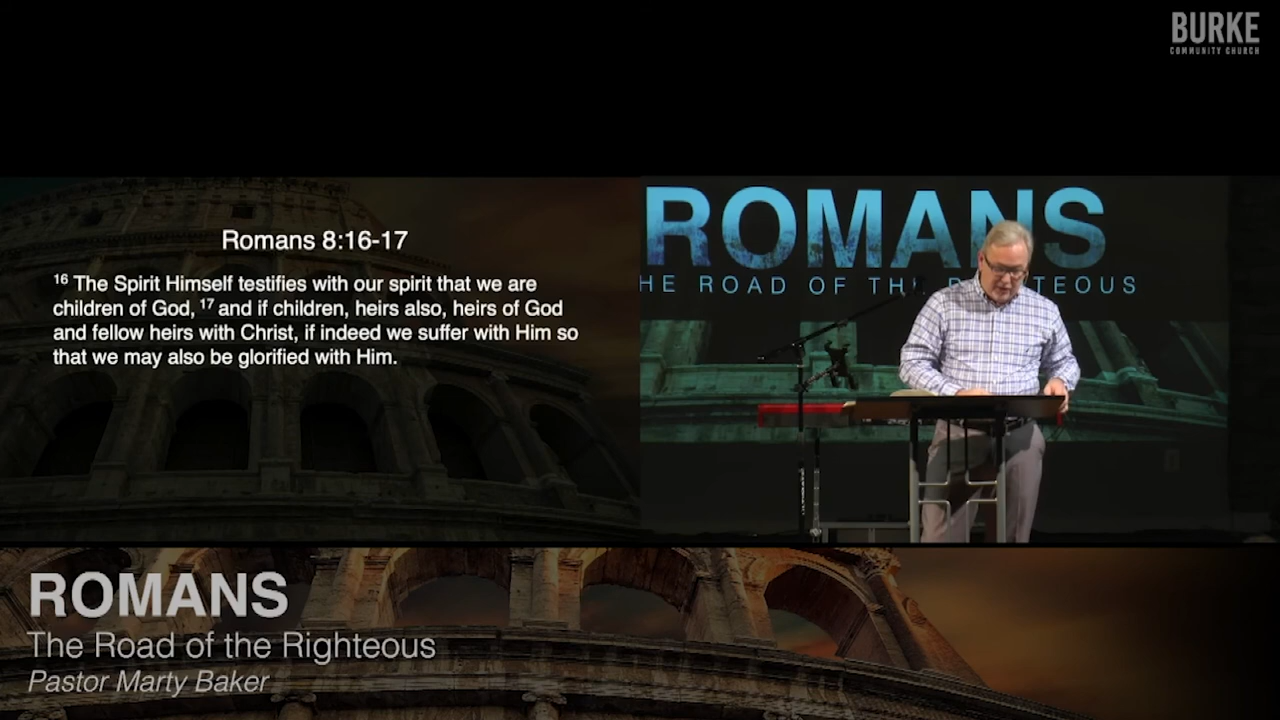 BURKE
COMMUNITY CHURCH
Romans 8:16-17
16 The Spirit Himself testifies with our spirit that we are
children of God, 17 and if children, heirs also, heirs of God
and fellow heirs with Christ, if indeed we suffer with Him so
that we may also be glorified with Him.
ROMANS
HE ROAD OF TH R TEOUS
ROMANS
The Road of the Righteous
Pastor Marty Baker